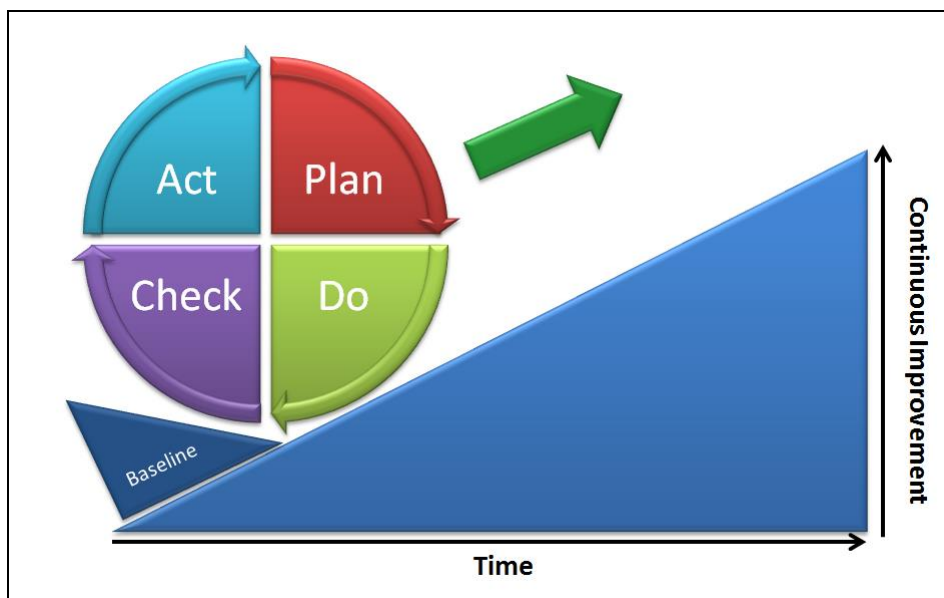 Act
Plan
Check
Do
Baseline
Continuous Improvement
Time